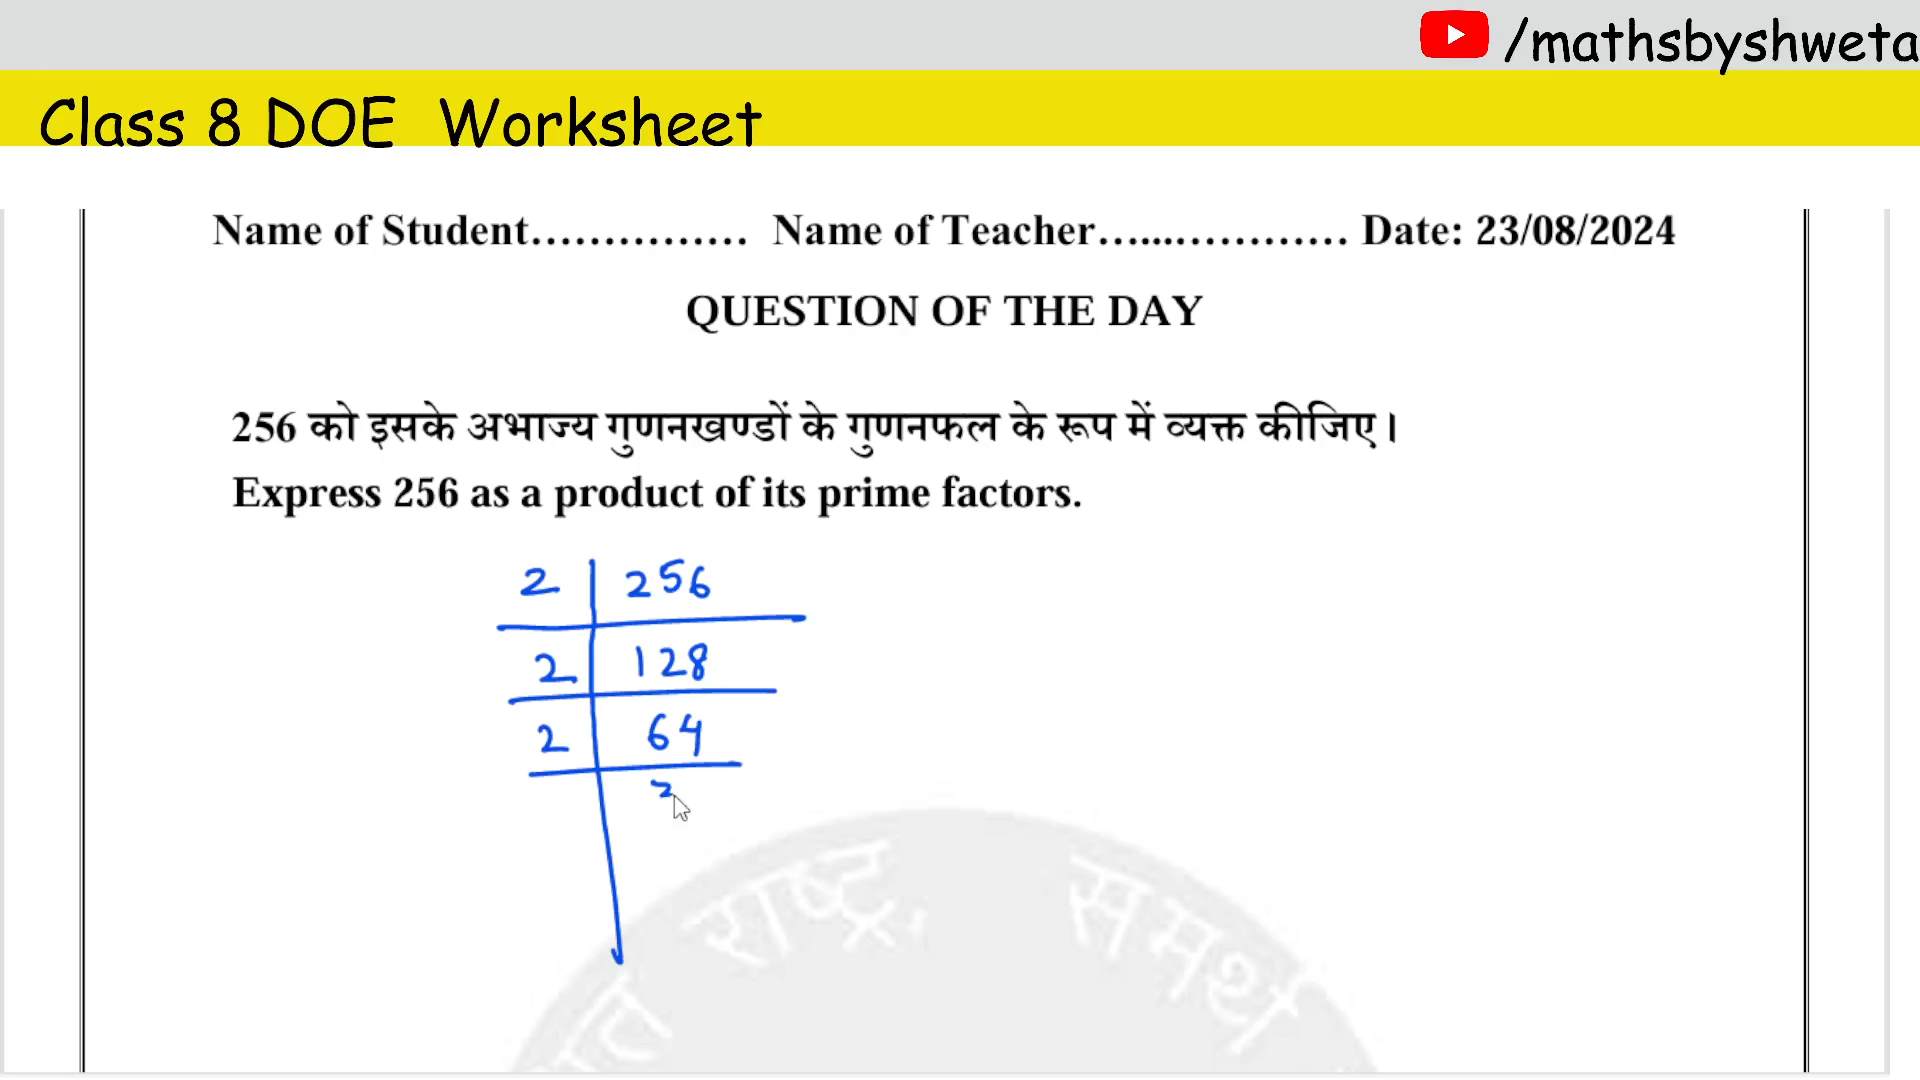 /mathsbyshweta
Class 8 DOE Worksheet
Name of Student............... Name of Teacher…...………… Date: 23/08/2024
QUESTION OF THE DAY
256 को इसके अभाज्य गुणनखण्डों के गुणनफल के रूप में व्यक्त कीजिए।
Express 256 as a product of its prime factors.
2 256
2 128
2 64
राष्ट्र, समर्थ